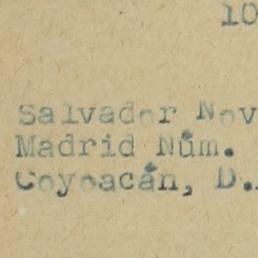 10
Salvador Nov
Madrid Núm.
Coyoacán, D.